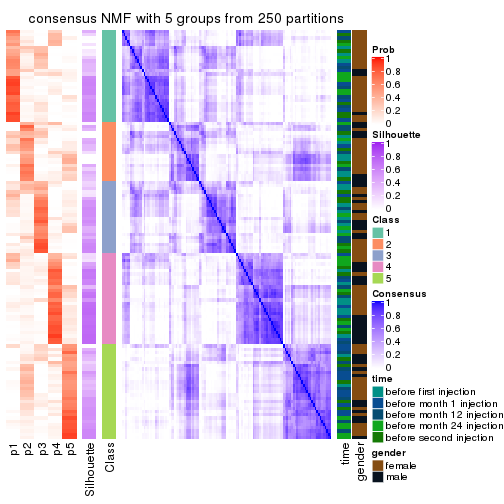 consensus NMF with 5 groups from 250 partitions
Prob
1
0.8
0.6
0.4
0.2
0
Silhouette
1
0.8
0.6
0.4
0.2
0
Class
1
2
3
4
5
Consensus
1
0.8
0.6
0.4
0.2
0
time
before first injection
before month 1 injection
before month 12 injection
before month 24 injection
before second injection
gender
female
male
p1
p2
p3
p4
p5
Silhouette
Class
time
gender